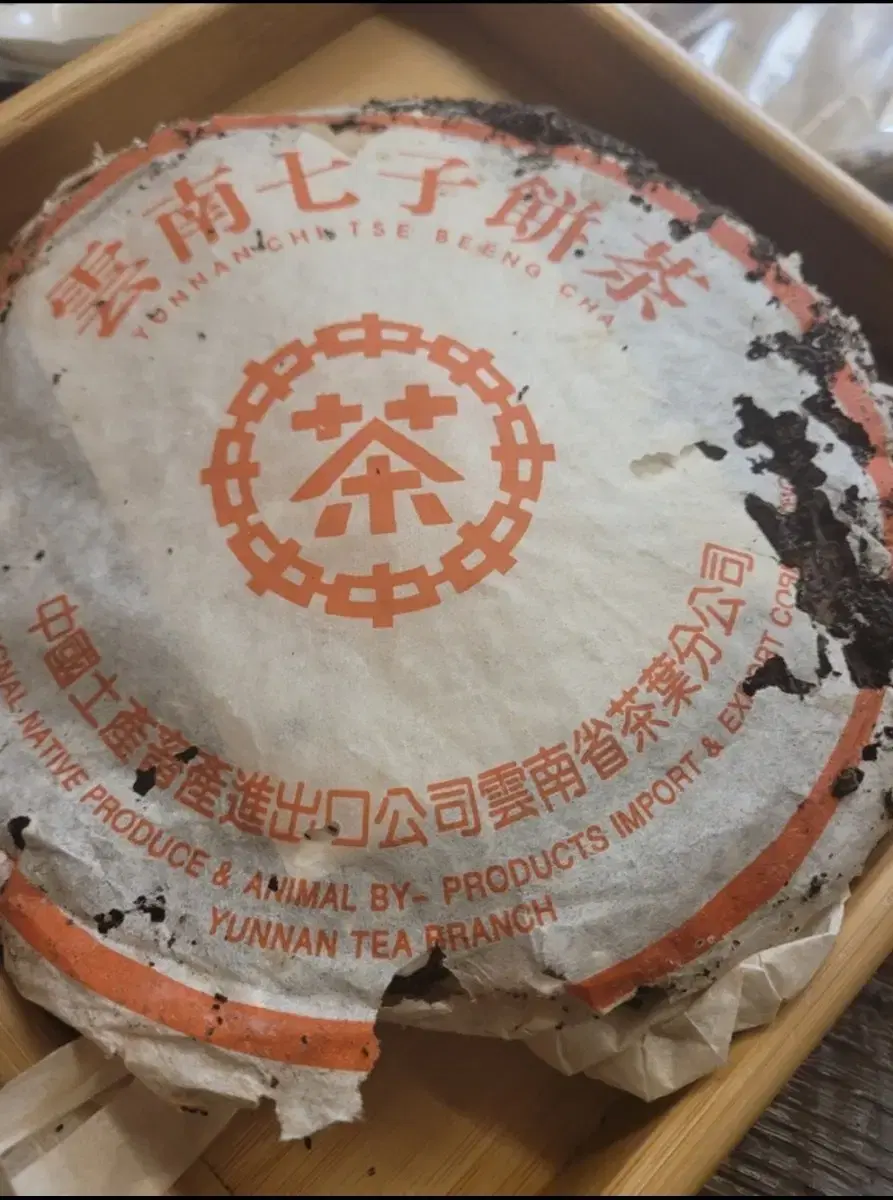 雲南七子餅茶
YUNNAN CHI TSE BEENG CHA
茶
中國土產畜產進出口公司雲南省茶葉分公司
NATIVE PRODUCE & ANIMAL BY- PRODUCTS IMPORT & EXPORT
YUNNAN TEA BRANCH